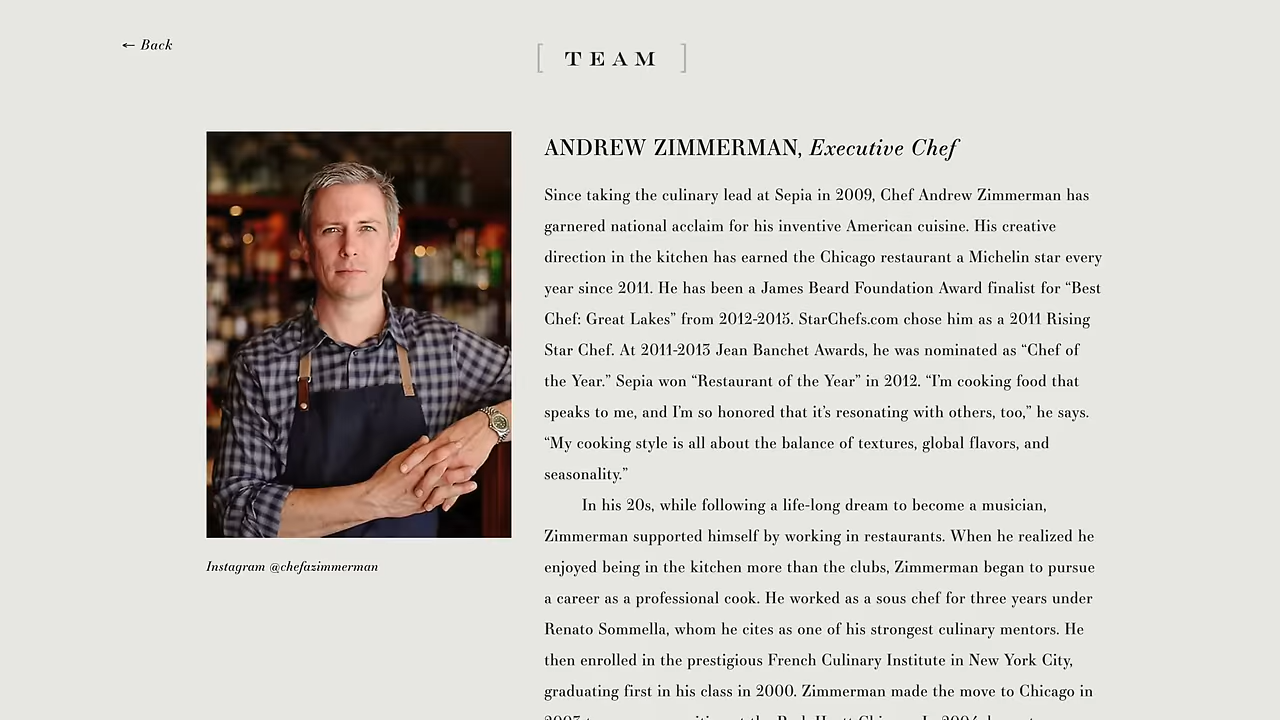 ← Back
[ TEAM ]
ANDREW ZIMMERMAN, Executive Chef
Since taking the culinary lead at Sepia in 2009, Chef Andrew Zimmerman has
garnered national acclaim for his inventive American cuisine. His creative
direction in the kitchen has earned the Chicago restaurant a Michelin star every
year since 2011. He has been a James Beard Foundation Award finalist for “Best
Chef: Great Lakes” from 2012-2015. StarChefs.com chose him as a 2011 Rising
Star Chef. At 2011-2013 Jean Banchet Awards, he was nominated as “Chef of
the Year.” Sepia won “Restaurant of the Year” in 2012. “I’m cooking food that
speaks to me, and I’m so honored that it’s resonating with others, too,” he says.
“My cooking style is all about the balance of textures, global flavors, and
seasonality.”
In his 20s, while following a life-long dream to become a musician,
Zimmerman supported himself by working in restaurants. When he realized he
enjoyed being in the kitchen more than the clubs, Zimmerman began to pursue
a career as a professional cook. He worked as a sous chef for three years under
Renato Sommella, whom he cites as one of his strongest culinary mentors. He
then enrolled in the prestigious French Culinary Institute in New York City,
graduating first in his class in 2000. Zimmerman made the move to Chicago in
Instagram @chefazimmerman